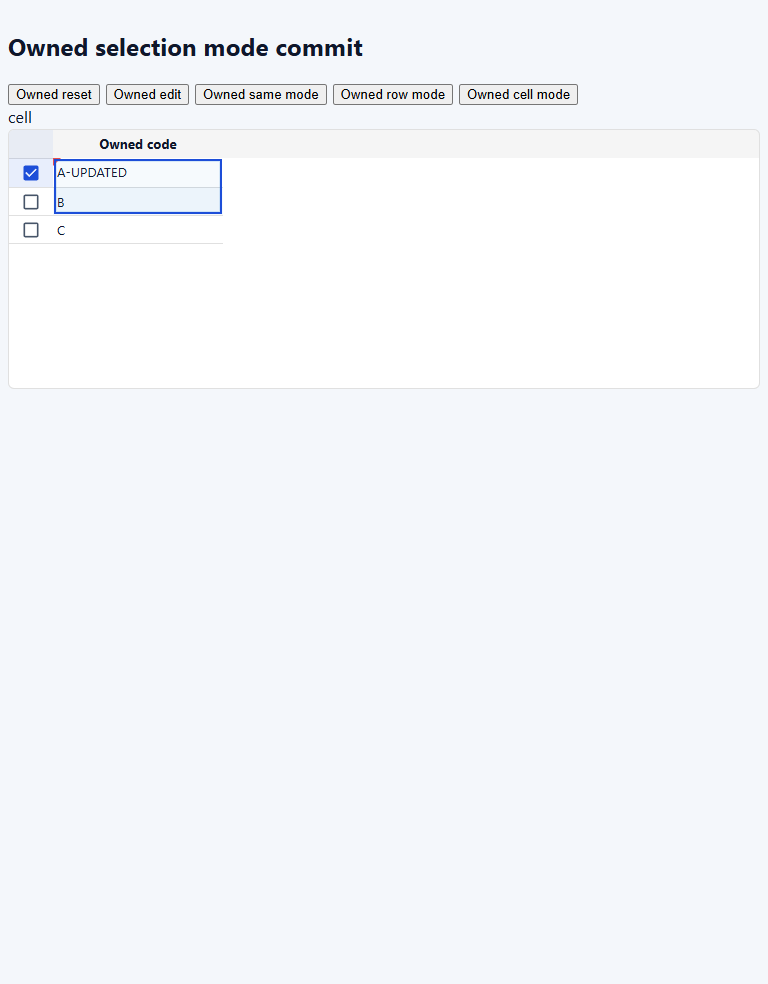 Owned selection mode commit
Owned reset Owned edit Owned same mode Owned row mode Owned cell mode
cell
Owned code
A-UPDATED
B
C